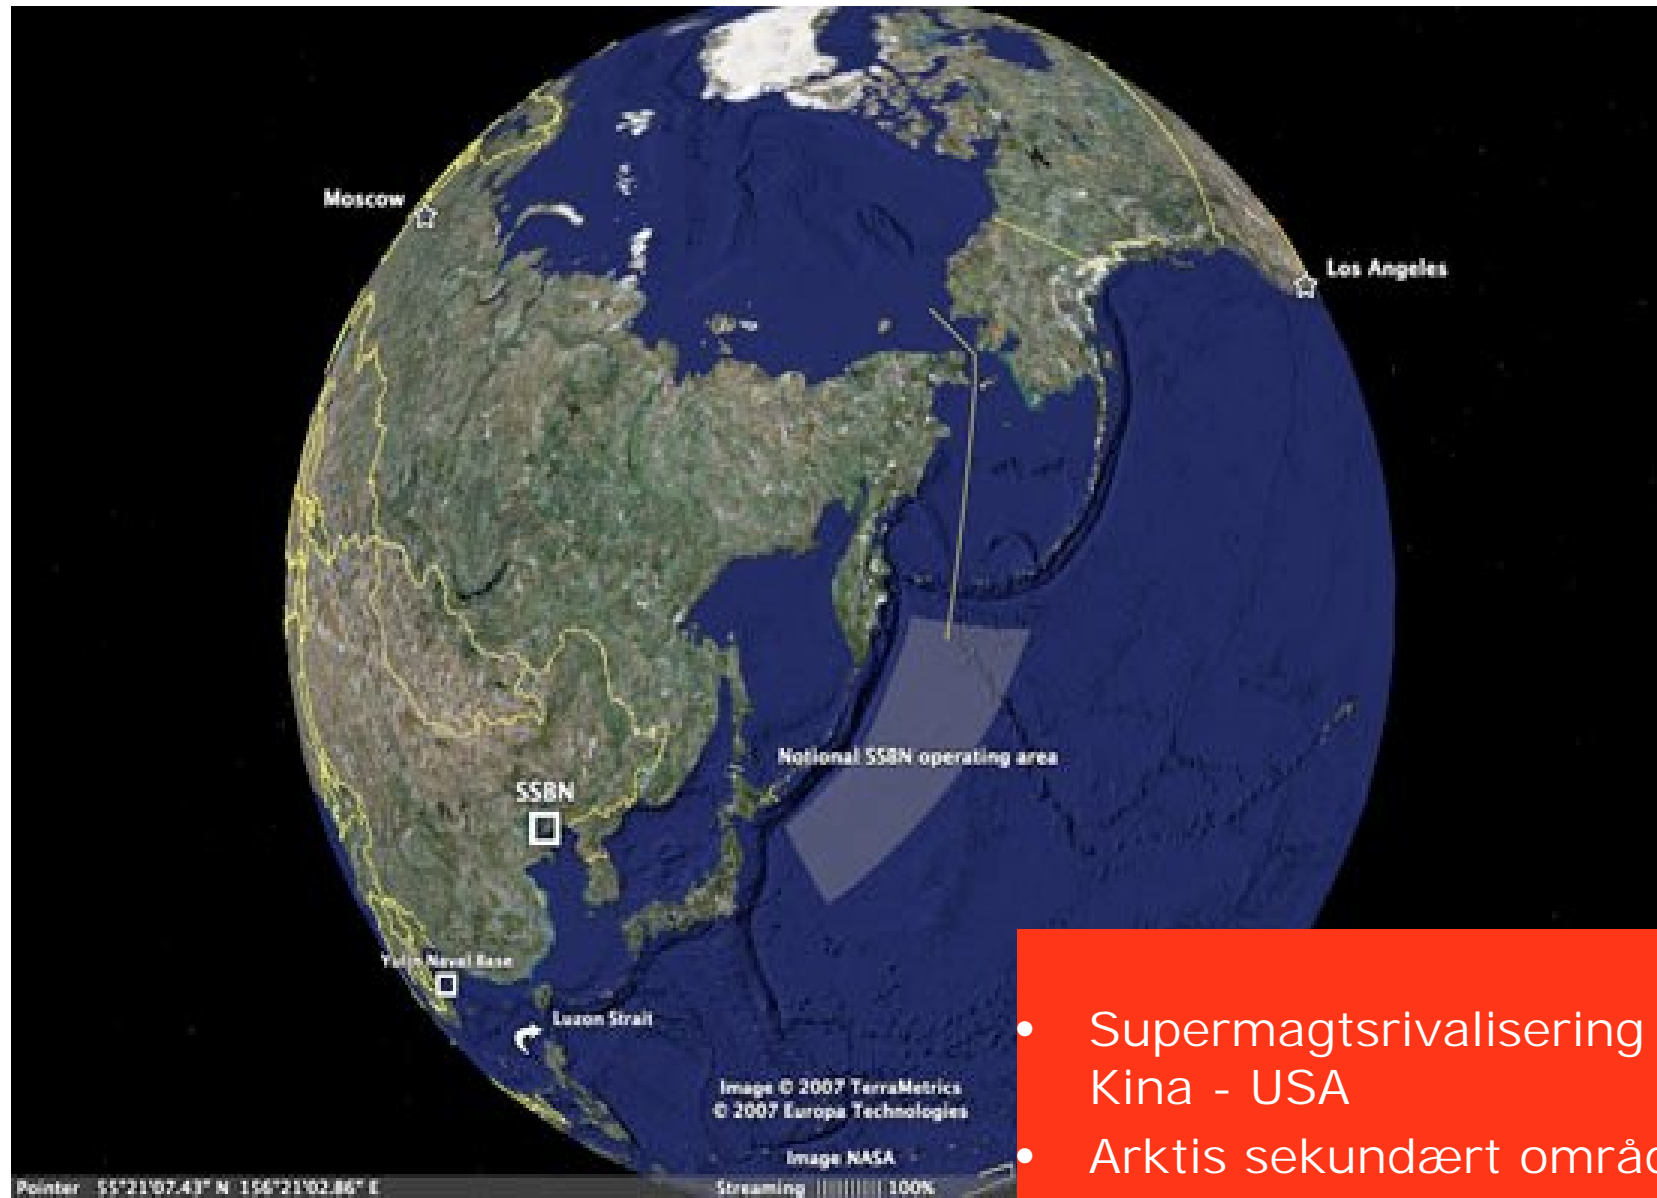 Moscow
Los Angeles
Notional SSBN operating area
SSBN
Yulin Naval Base
Luzon Strait
Image © 2007 TerraMetrics
© 2007 Europa Technologies
Image NASA
Pointer 55°21'07.43" N 156°21'02.86" E
Streaming |||||||||| 100%
• Supermagtsrivalisering
Kina - USA
• Arktis sekundært